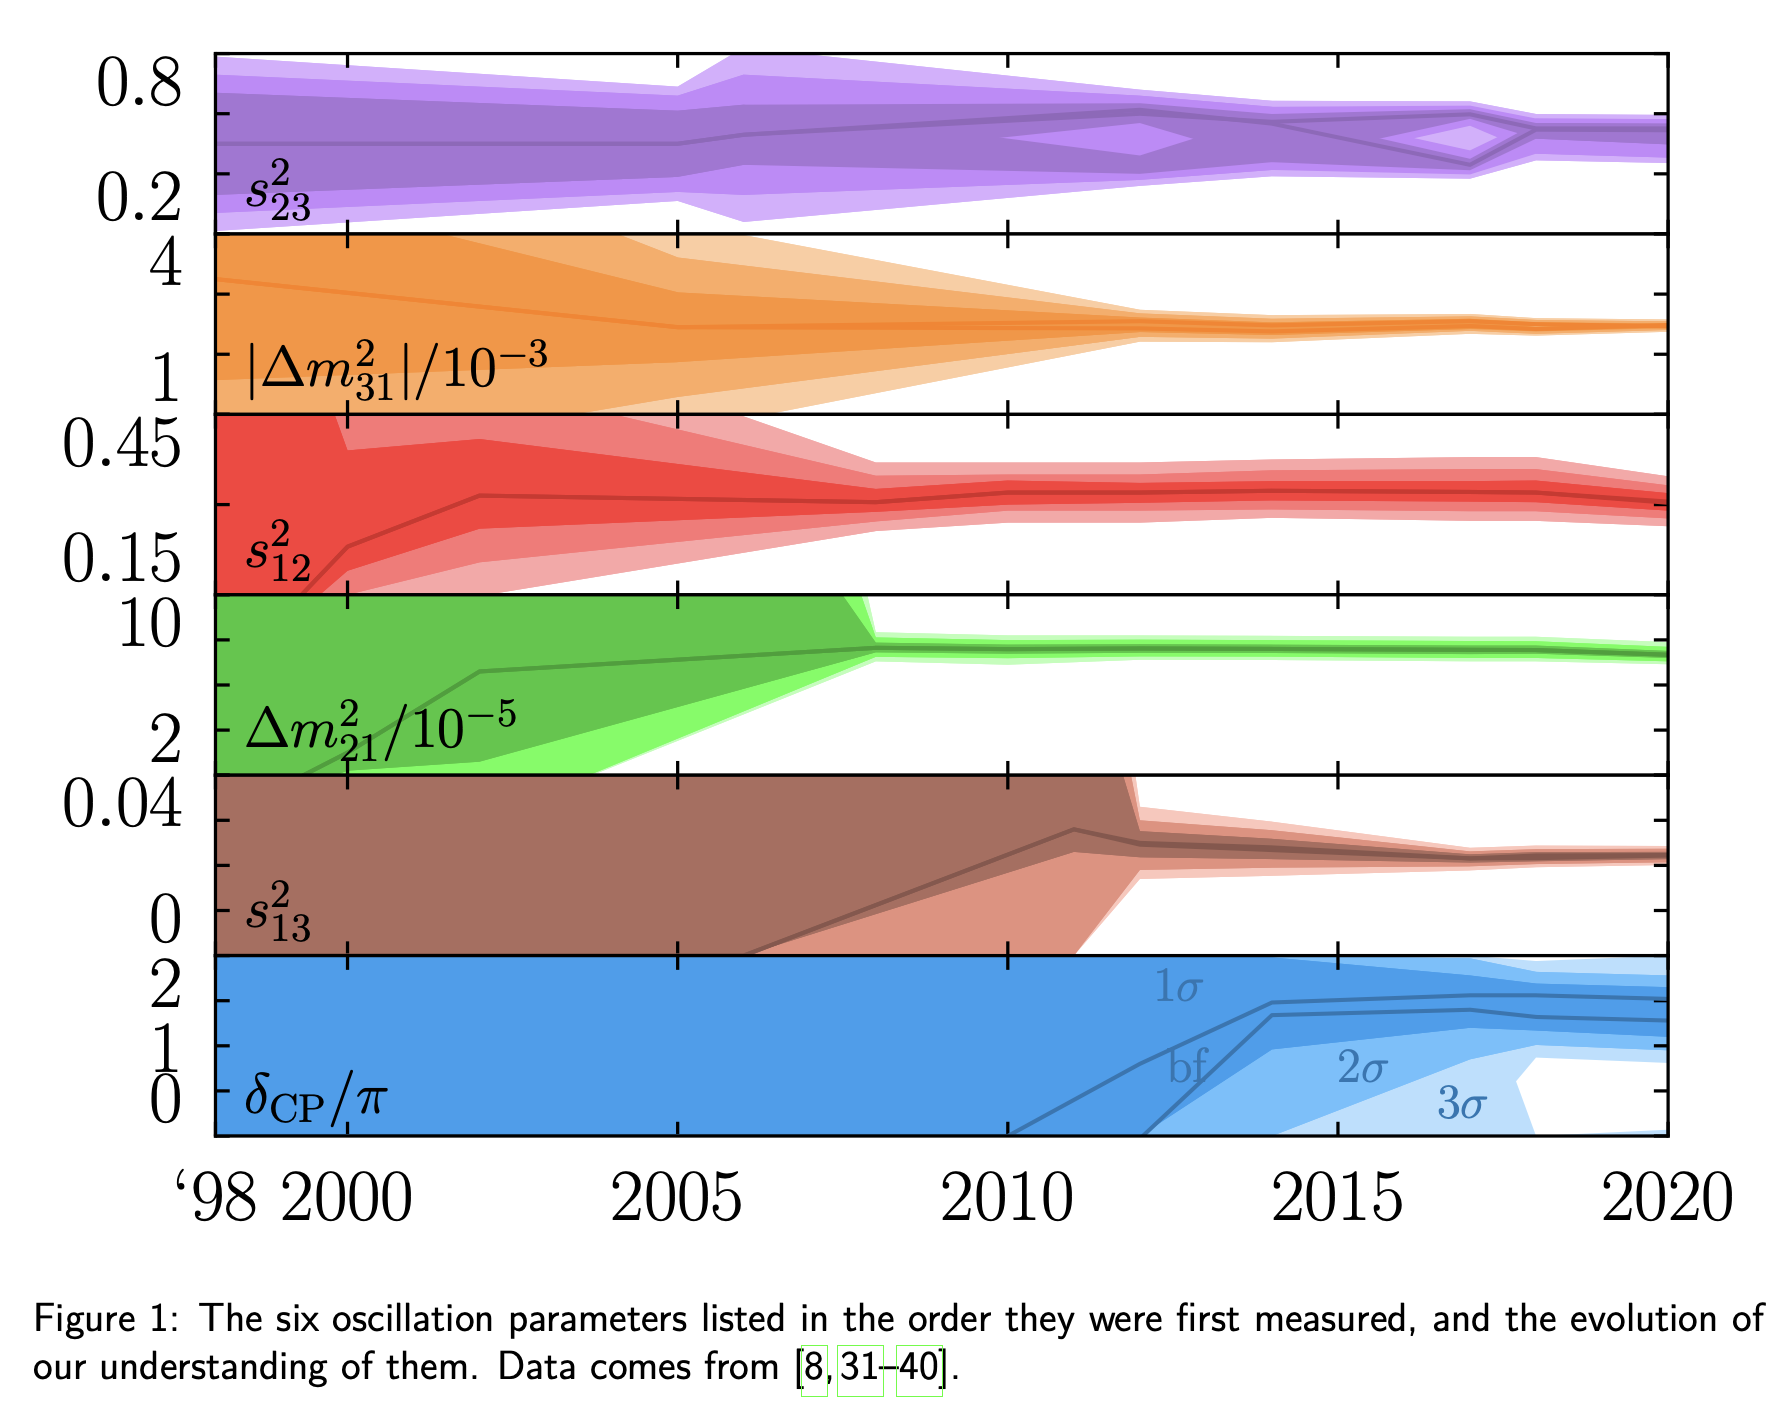 0.8
0.2
s²₂₃
4
1
|Δm²₃₁|/10⁻³
0.45
0.15
s²₁₂
10
2
Δm²₂₁/10⁻⁵
0.04
0
s²₁₃
2
1
0
δ_CP/π
1σ
bf
2σ
3σ
‘98 2000 2005 2010 2015 2020
Figure 1: The six oscillation parameters listed in the order they were first measured, and the evolution of
our understanding of them. Data comes from [8, 31–40].